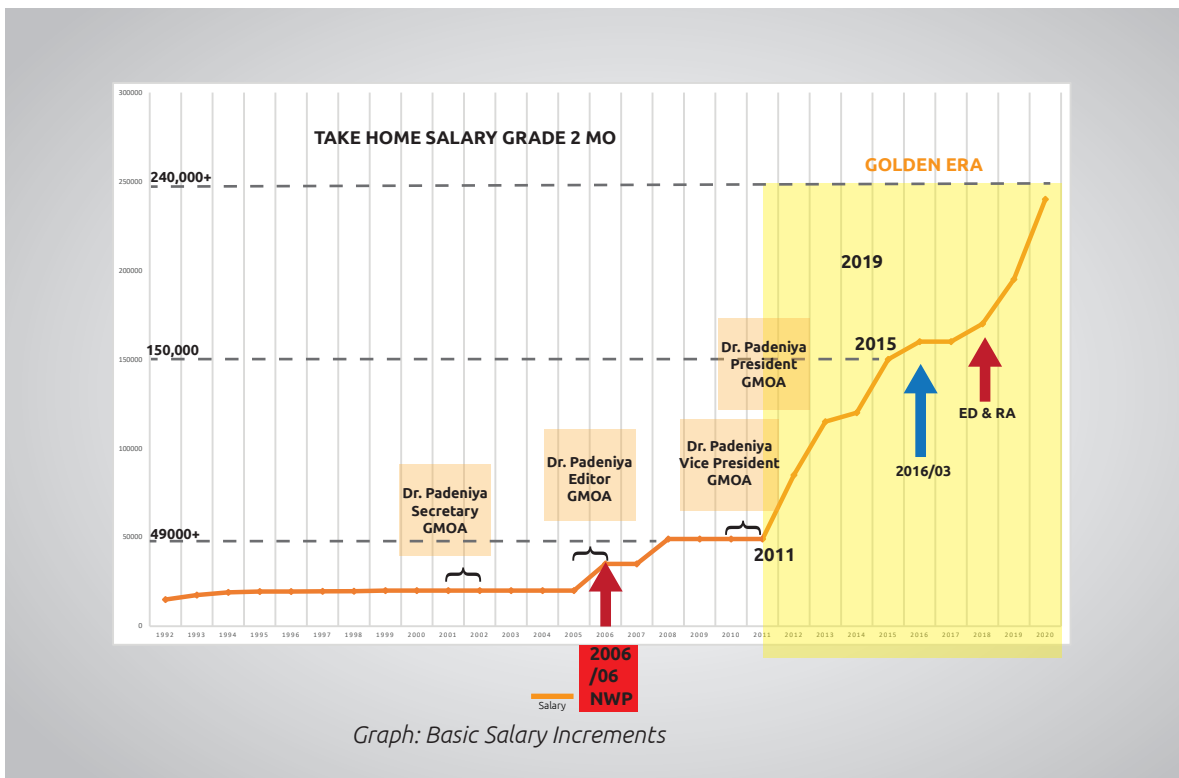 TAKE HOME SALARY GRADE 2 MO
GOLDEN ERA
300000
250000
200000
150000
100000
50000
0
240,000+
150,000
49000+
2019
2015
2011
Dr. Padeniya
Secretary
GMOA
Dr. Padeniya
Editor
GMOA
Dr. Padeniya
Vice President
GMOA
Dr. Padeniya
President
GMOA
2016/03
ED & RA
1992 1993 1994 1995 1996 1997 1998 1999 2000 2001 2002 2003 2004 2005 2006 2007 2008 2009 2010 2011 2012 2013 2014 2015 2016 2017 2018 2019 2020
2006
/06
NWP
Salary
Graph: Basic Salary Increments